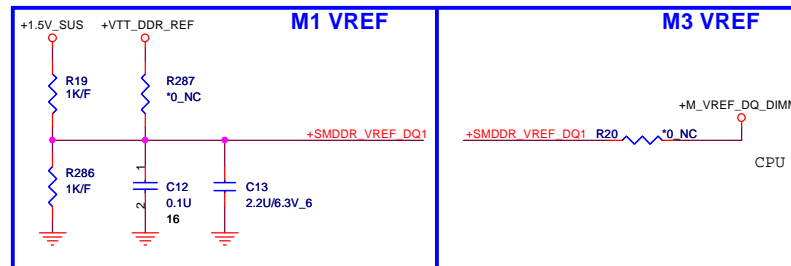 M1 VREF
M3 VREF
+1.5V_SUS
+VTT_DDR_REF
R19
1K/F
R287
*0_NC
+SMDDR_VREF_DQ1
R286
1K/F
1
2
C12
0.1U
16
C13
2.2U/6.3V_6
+M_VREF_DQ_DIMM
+SMDDR_VREF_DQ1
R20
*0_NC
CPU